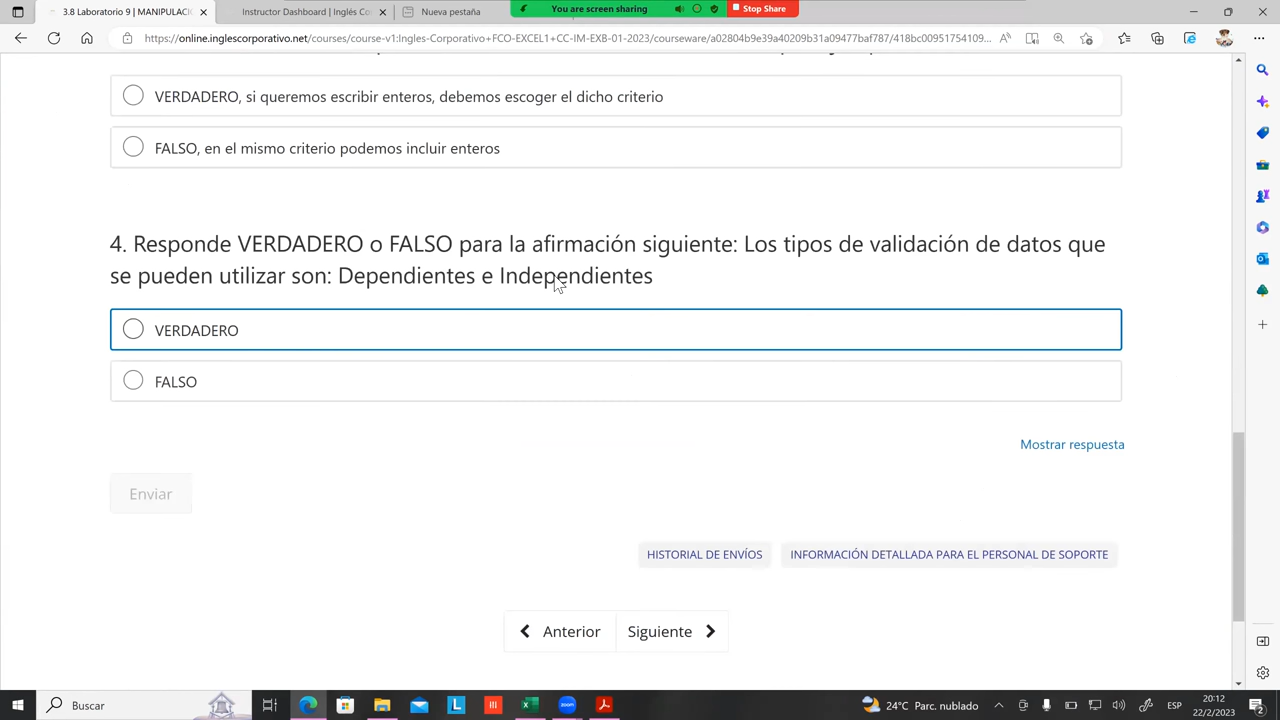 3.8 Laboratorio 9 | MANIPULACI
Instructor Dashboard | Inglés Co
Nueva pestaña
You are screen sharing
Stop Share
https://online.inglescorporativo.net/courses/course-v1:Ingles-Corporativo+FCO-EXCEL1+CC-IM-EXB-01-2023/courseware/a02804b9e39a40209b31a09477baf787/418bc00951754109...
VERDADERO, si queremos escribir enteros, debemos escoger el dicho criterio
FALSO, en el mismo criterio podemos incluir enteros
4. Responde VERDADERO o FALSO para la afirmación siguiente: Los tipos de validación de datos que
se pueden utilizar son: Dependientes e Independientes
VERDADERO
FALSO
Mostrar respuesta
Enviar
HISTORIAL DE ENVÍOS
INFORMACIÓN DETALLADA PARA EL PERSONAL DE SOPORTE
Anterior
Siguiente
Buscar
24°C Parc. nublado
ESP
20:12
22/2/2023
2